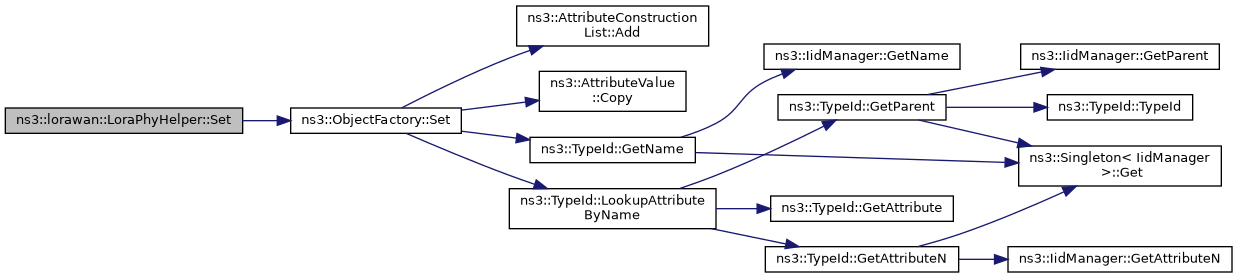 ns3::lorawan::LoraPhyHelper::Set
ns3::ObjectFactory::Set
ns3::AttributeConstruction
List::Add
ns3::AttributeValue
::Copy
ns3::TypeId::GetName
ns3::TypeId::LookupAttribute
ByName
ns3::IidManager::GetName
ns3::TypeId::GetParent
ns3::TypeId::GetAttribute
ns3::TypeId::GetAttributeN
ns3::IidManager::GetParent
ns3::TypeId::TypeId
ns3::Singleton< IidManager
>::Get
ns3::IidManager::GetAttributeN